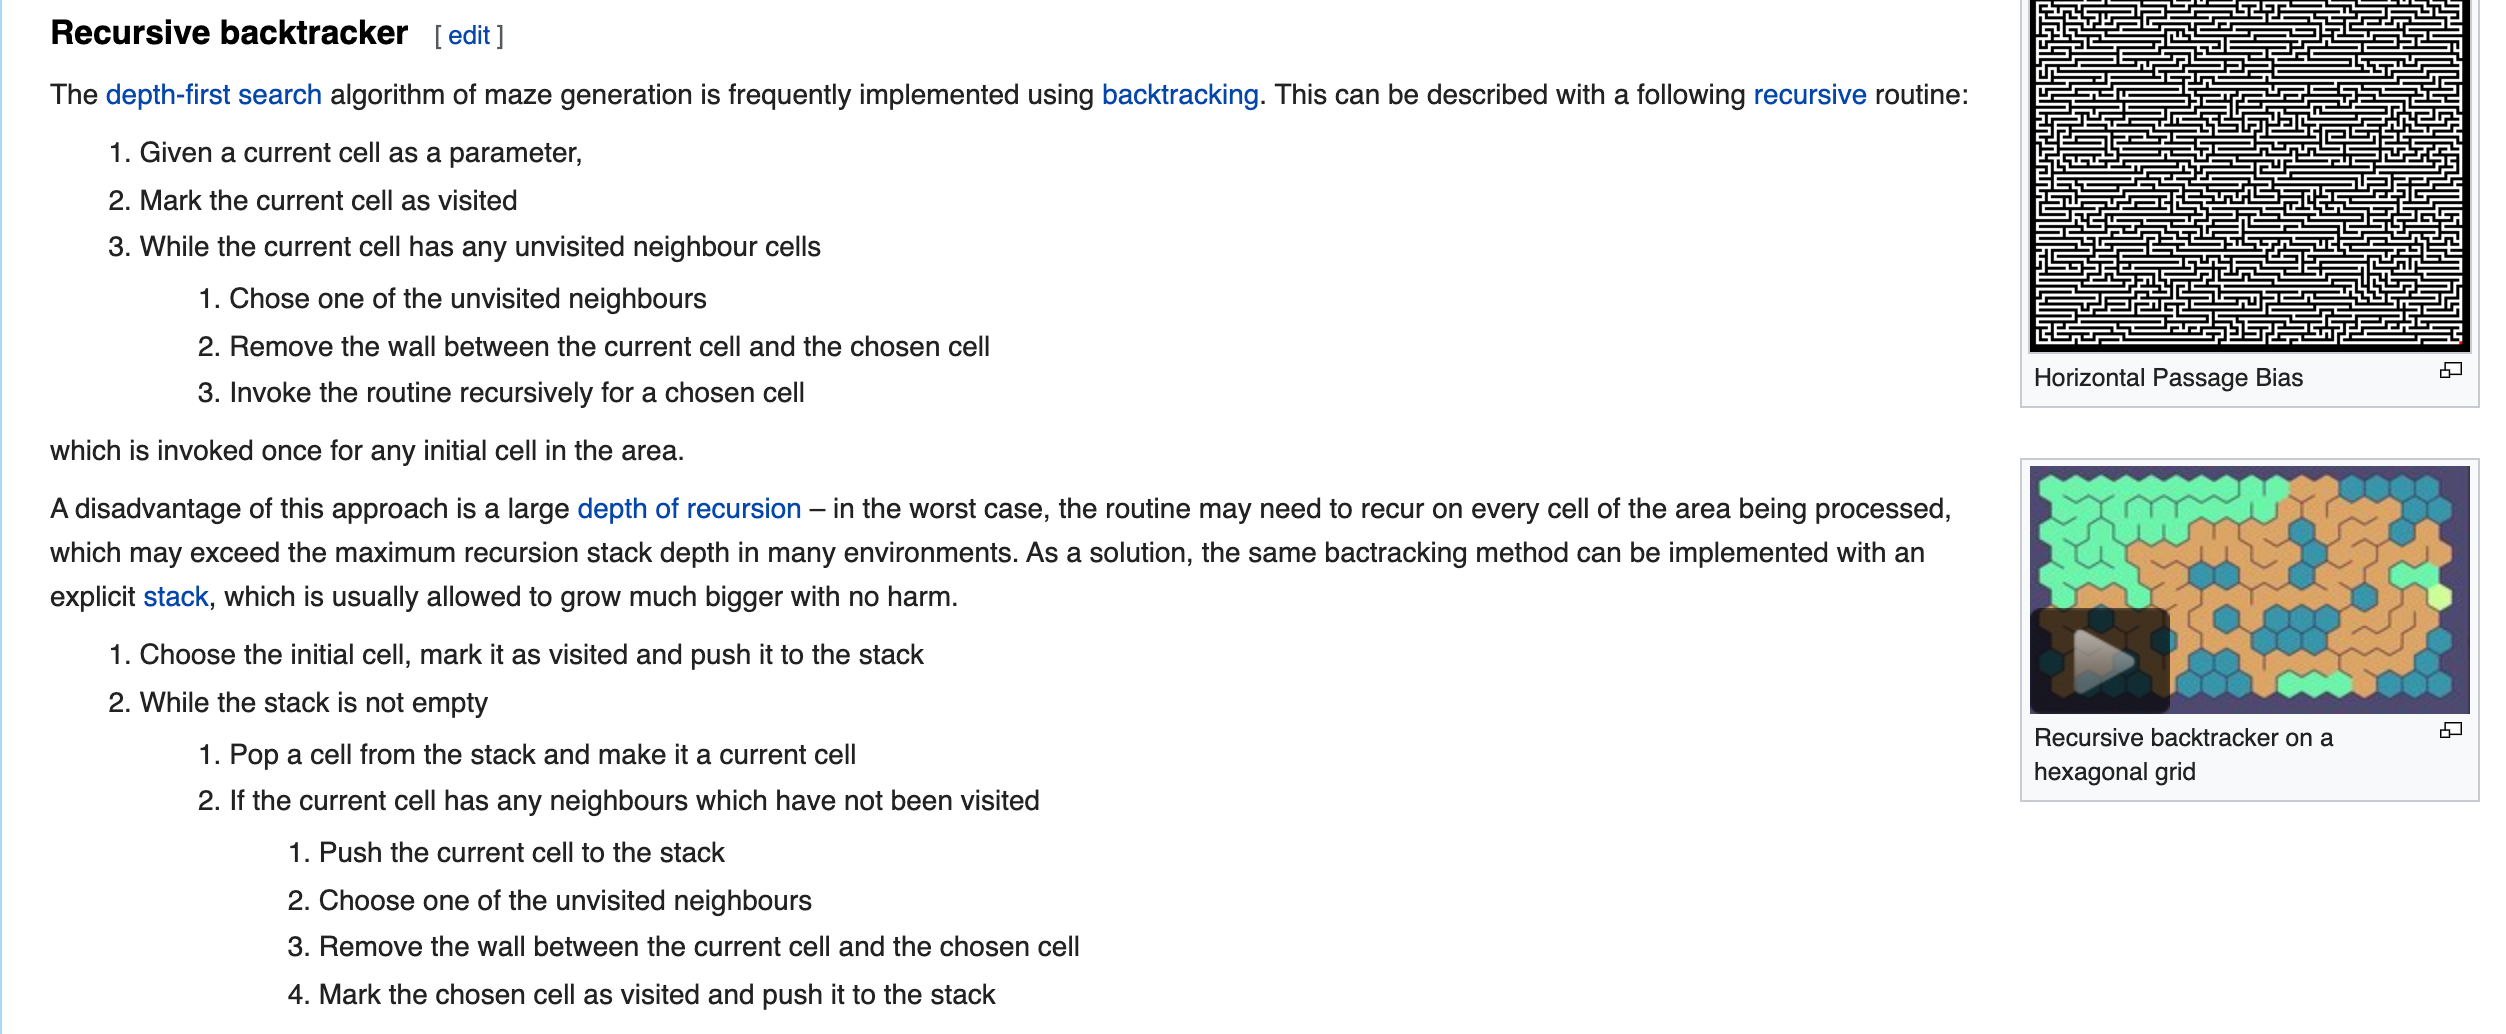 Recursive backtracker [ edit ]
The depth-first search algorithm of maze generation is frequently implemented using backtracking. This can be described with a following recursive routine:
1. Given a current cell as a parameter,
2. Mark the current cell as visited
3. While the current cell has any unvisited neighbour cells
1. Chose one of the unvisited neighbours
2. Remove the wall between the current cell and the chosen cell
3. Invoke the routine recursively for a chosen cell
which is invoked once for any initial cell in the area.
A disadvantage of this approach is a large depth of recursion – in the worst case, the routine may need to recur on every cell of the area being processed,
which may exceed the maximum recursion stack depth in many environments. As a solution, the same bactracking method can be implemented with an
explicit stack, which is usually allowed to grow much bigger with no harm.
1. Choose the initial cell, mark it as visited and push it to the stack
2. While the stack is not empty
1. Pop a cell from the stack and make it a current cell
2. If the current cell has any neighbours which have not been visited
1. Push the current cell to the stack
2. Choose one of the unvisited neighbours
3. Remove the wall between the current cell and the chosen cell
4. Mark the chosen cell as visited and push it to the stack
Horizontal Passage Bias
Recursive backtracker on a
hexagonal grid